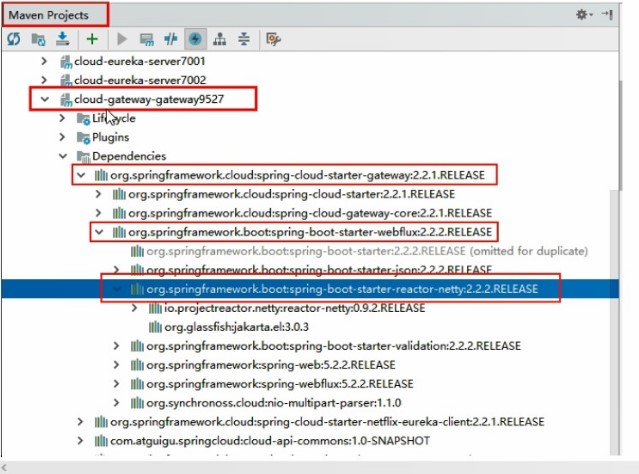 Maven Projects
cloud-eureka-server7001
cloud-eureka-server7002
cloud-gateway-gateway9527
Lifecycle
Plugins
Dependencies
org.springframework.cloud:spring-cloud-starter-gateway:2.2.1.RELEASE
org.springframework.cloud:spring-cloud-starter:2.2.1.RELEASE
org.springframework.cloud:spring-cloud-gateway-core:2.2.1.RELEASE
org.springframework.boot:spring-boot-starter-webflux:2.2.2.RELEASE
org.springframework.boot:spring-boot-starter:2.2.2.RELEASE (omitted for duplicate)
org.springframework.boot:spring-boot-starter-json:2.2.2.RELEASE
org.springframework.boot:spring-boot-starter-reactor-netty:2.2.2.RELEASE
io.projectreactor.netty:reactor-netty:0.9.2.RELEASE
org.glassfish:jakarta.el:3.0.3
org.springframework.boot:spring-boot-starter-validation:2.2.2.RELEASE
org.springframework:spring-web:5.2.2.RELEASE
org.springframework:spring-webflux:5.2.2.RELEASE
org.synchronoss.cloud:nio-multipart-parser:1.1.0
org.springframework.cloud:spring-cloud-starter-netflix-eureka-client:2.2.1.RELEASE
com.atguigu.springcloud:cloud-api-commons:1.0-SNAPSHOT